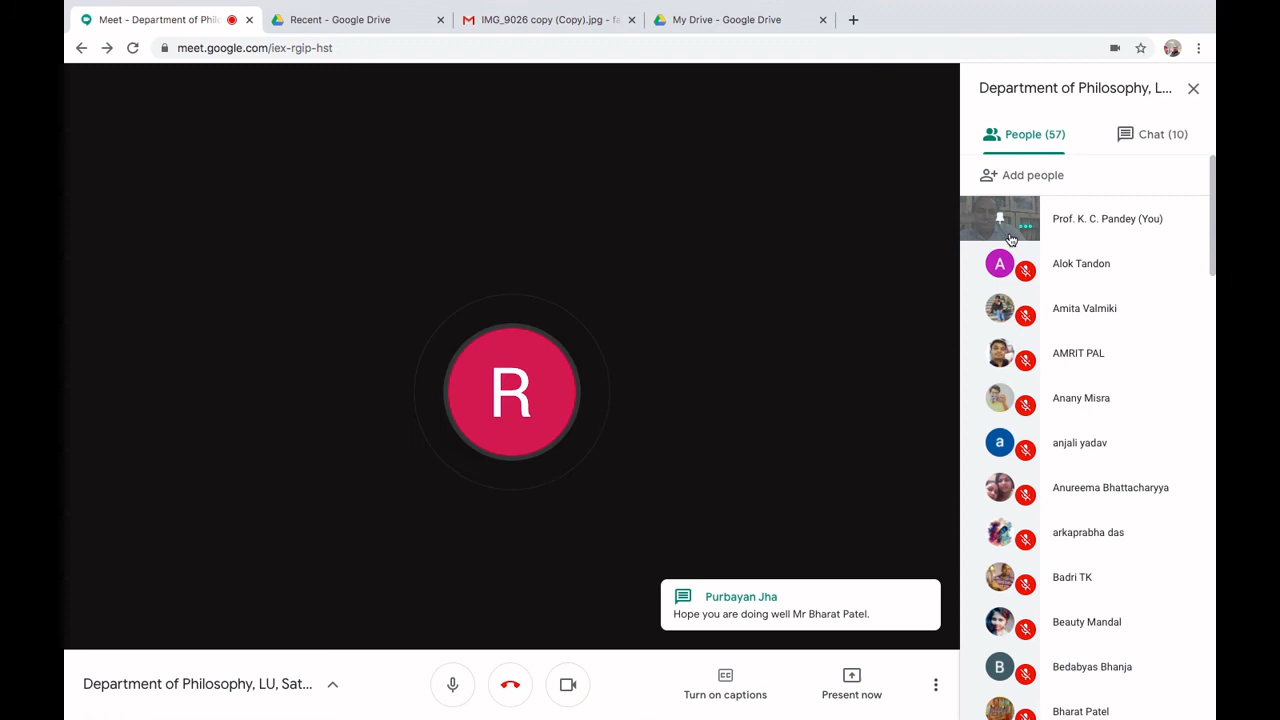 Meet - Department of Phil
Recent - Google Drive
IMG_9026 copy (Copy).jpg - fa
My Drive - Google Drive
meet.google.com/iex-rgip-hst
Department of Philosophy, L...
People (57)
Chat (10)
Add people
Prof. K. C. Pandey (You)
A
Alok Tandon
Amita Valmiki
AMRIT PAL
Anany Misra
a
anjali yadav
Anureema Bhattacharyya
arkaprabha das
Badri TK
Beauty Mandal
B
Bedabyas Bhanja
Bharat Patel
R
Purbayan Jha
Hope you are doing well Mr Bharat Patel.
Department of Philosophy, LU, Sat...
CC
Turn on captions
Present now